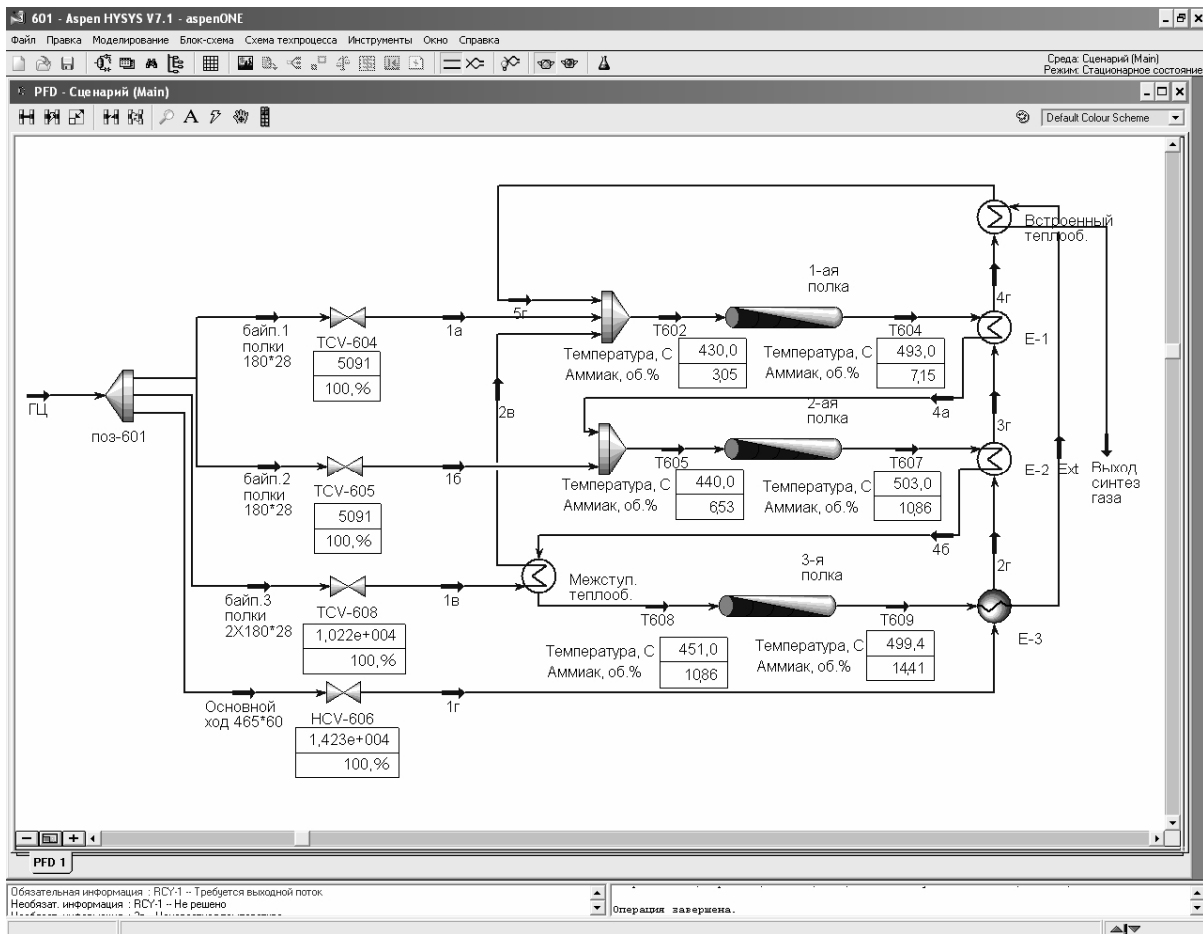 601 - Aspen HYSYS V7.1 - aspenONE
Файл Правка Моделирование Блок-схема Схема техпроцесса Инструменты Окно Справка
Среда: Сценарий (Main)
Режим: Стационарное состояние
PFD - Сценарий (Main)
A
Default Colour Scheme
Встроенный
теплооб.
1-ая
полка
байп.1
полки
180*28
TCV-604
5091
100,%
1а
5г
T602
T604
4г
E-1
Температура, С 430,0
Аммиак, об.% 3,05
Температура, С 493,0
Аммиак, об.% 7,15
ГЦ
поз-601
2в
2-ая
полка
4а
3г
байп.2
полки
180*28
TCV-605
5091
100,%
1б
T605
T607
E-2
Ext
Выход
синтез
газа
Температура, С 440,0
Аммиак, об.% 6,53
Температура, С 503,0
Аммиак, об.% 10,86
4б
2г
байп.3
полки
2X180*28
TCV-608
1,022e+004
100,%
1в
Межступ.
теплооб.
3-я
полка
T608
T609
E-3
Температура, С 451,0
Аммиак, об.% 10,86
Температура, С 499,4
Аммиак, об.% 14,41
Основной
ход 465*60
HCV-606
1,423e+004
100,%
1г
PFD 1
Обязательная информация : RCY-1 -- Требуется выходной поток
Необязат. информация : RCY-1 -- Не решено
Операция завершена.